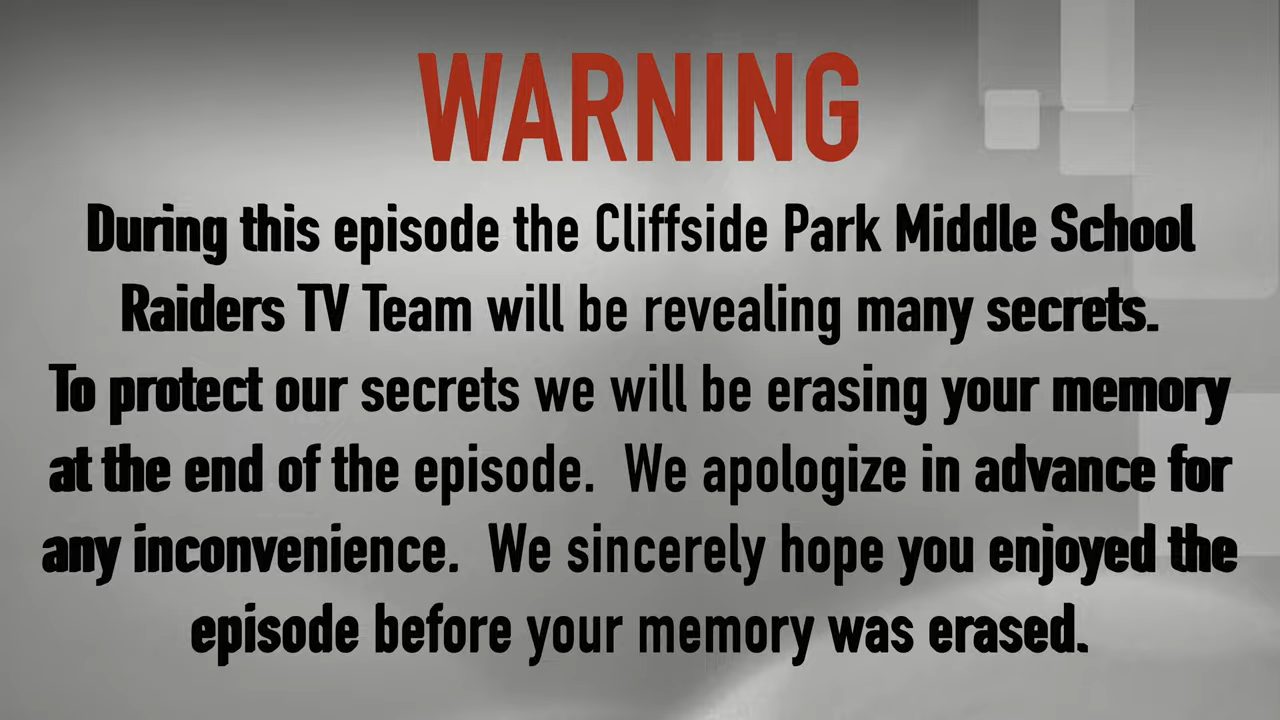 WARNING
During this episode the Cliffside Park Middle School
Raiders TV Team will be revealing many secrets.
To protect our secrets we will be erasing your memory
at the end of the episode.  We apologize in advance for
any inconvenience.  We sincerely hope you enjoyed the
episode before your memory was erased.